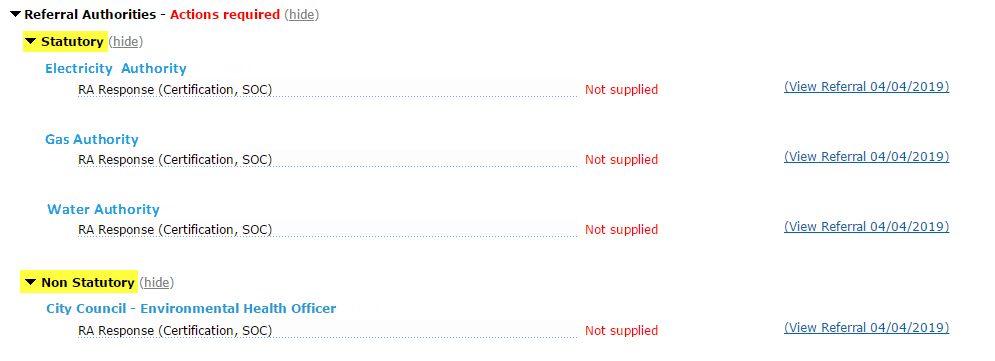 Referral Authorities - Actions required (hide)
Statutory (hide)
Electricity Authority
RA Response (Certification, SOC) Not supplied (View Referral 04/04/2019)
Gas Authority
RA Response (Certification, SOC) Not supplied (View Referral 04/04/2019)
Water Authority
RA Response (Certification, SOC) Not supplied (View Referral 04/04/2019)
Non Statutory (hide)
City Council - Environmental Health Officer
RA Response (Certification, SOC) Not supplied (View Referral 04/04/2019)